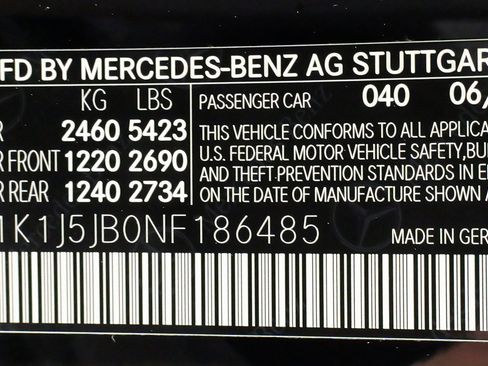 FD BY MERCEDES-BENZ AG STUTTGAR
KG LBS
PASSENGER CAR 040 06/
R 2460 5423
R FRONT 1220 2690
R REAR 1240 2734
THIS VEHICLE CONFORMS TO ALL APPLICA
U.S. FEDERAL MOTOR VEHICLE SAFETY,BU
AND THEFT-PREVENTION STANDARDS IN E
ON THE DATE OF MANUFACTURE SHOWN A
1K1J5JB0NF186485
MADE IN GER